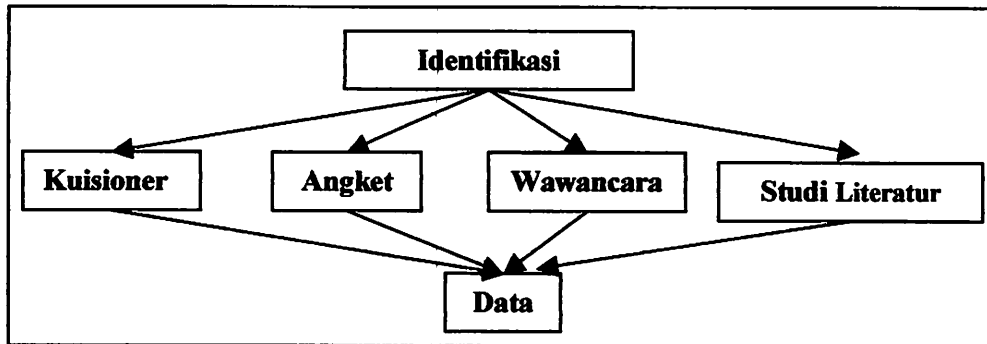 Identifikasi
Kuisioner
Angket
Wawancara
Studi Literatur
Data